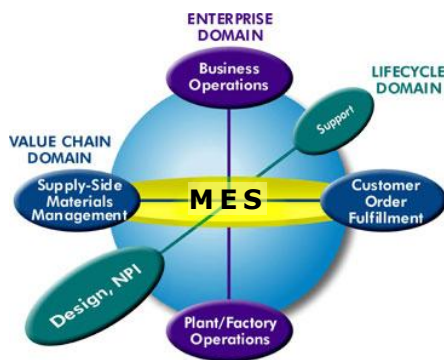 ENTERPRISE
DOMAIN
Business
Operations
LIFECYCLE
DOMAIN
Support
VALUE CHAIN
DOMAIN
Supply-Side
Materials
Management
MES
Customer
Order
Fulfillment
Design, NPI
Plant/Factory
Operations